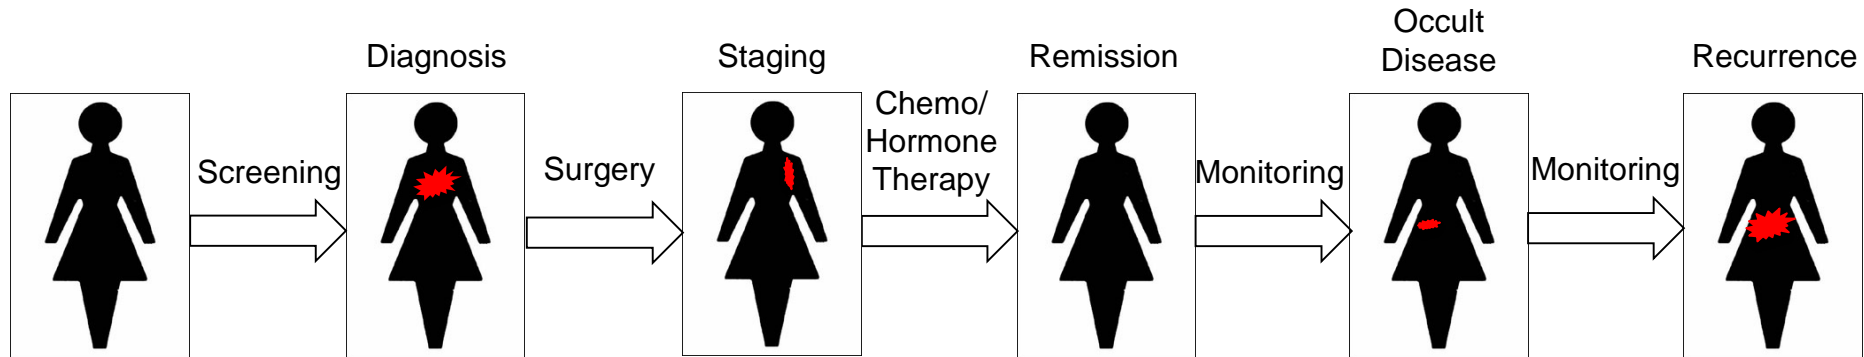 Screening
Diagnosis
Surgery
Staging
Chemo/
Hormone
Therapy
Remission
Monitoring
Occult
Disease
Monitoring
Recurrence